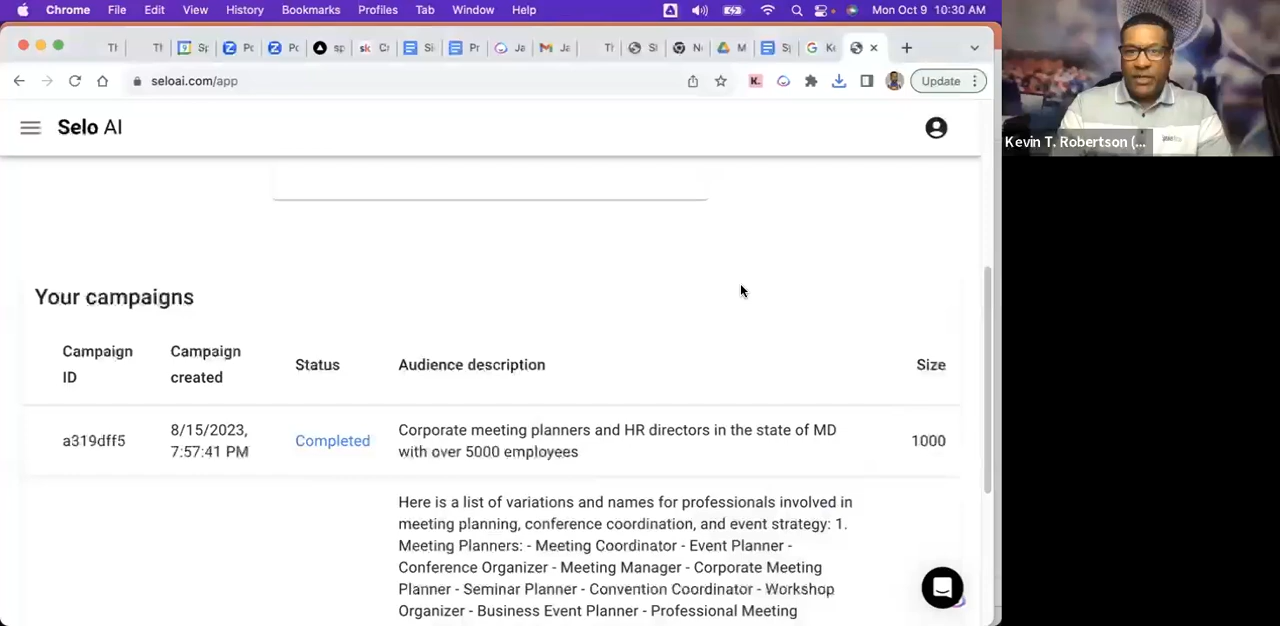 Chrome File Edit View History Bookmarks Profiles Tab Window Help Mon Oct 9 10:30 AM
seloai.com/app
Update
Selo AI
Kevin T. Robertson (...
Your campaigns
Campaign ID
Campaign created
Status
Audience description
Size
a319dff5
8/15/2023, 7:57:41 PM
Completed
Corporate meeting planners and HR directors in the state of MD
with over 5000 employees
1000
Here is a list of variations and names for professionals involved in
meeting planning, conference coordination, and event strategy: 1.
Meeting Planners: - Meeting Coordinator - Event Planner -
Conference Organizer - Meeting Manager - Corporate Meeting
Planner - Seminar Planner - Convention Coordinator - Workshop
Organizer - Business Event Planner - Professional Meeting